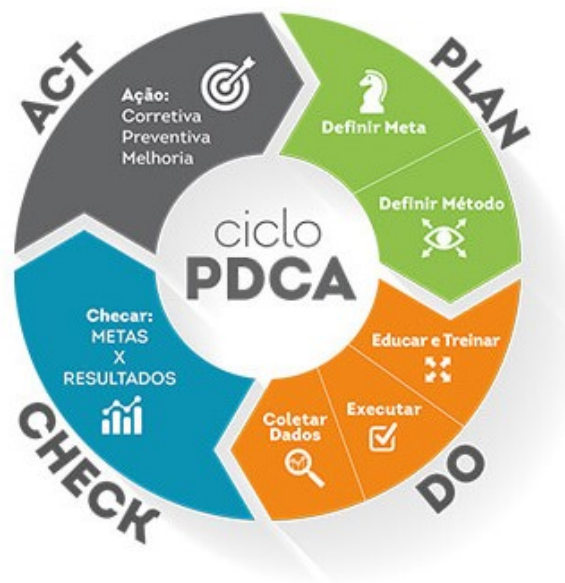 ciclo
PDCA
PLAN
Definir Meta
Definir Método
DO
Educar e Treinar
Executar
Coletar
Dados
CHECK
Checar:
METAS
X
RESULTADOS
ACT
Ação:
Corretiva
Preventiva
Melhoria